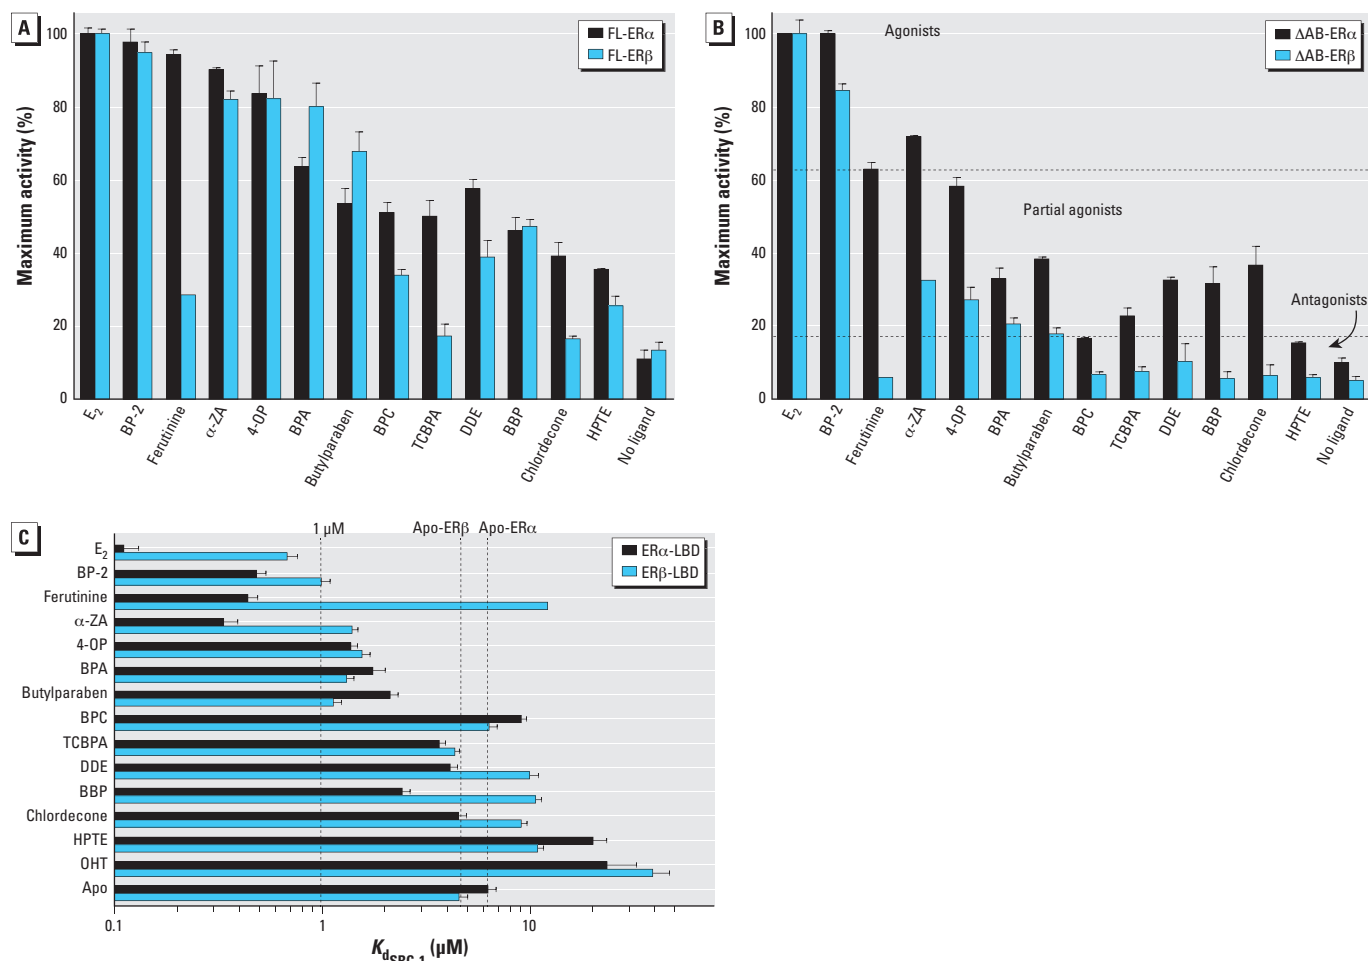 A
FL-ERα
FL-ERβ
Maximum activity (%)
100
80
60
40
20
0
E2
BP-2
Ferutinine
α-ZA
4-OP
BPA
Butylparaben
BPC
TCBPA
DDE
BBP
Chlordecone
HPTE
No ligand
B
Agonists
ΔAB-ERα
ΔAB-ERβ
Maximum activity (%)
100
80
60
40
20
0
Partial agonists
Antagonists
E2
BP-2
Ferutinine
α-ZA
4-OP
BPA
Butylparaben
BPC
TCBPA
DDE
BBP
Chlordecone
HPTE
No ligand
C
1 µM
Apo-ERβ
Apo-ERα
ERα-LBD
ERβ-LBD
E2
BP-2
Ferutinine
α-ZA
4-OP
BPA
Butylparaben
BPC
TCBPA
DDE
BBP
Chlordecone
HPTE
OHT
Apo
0.1
1
10
KdSRC-1 (µM)